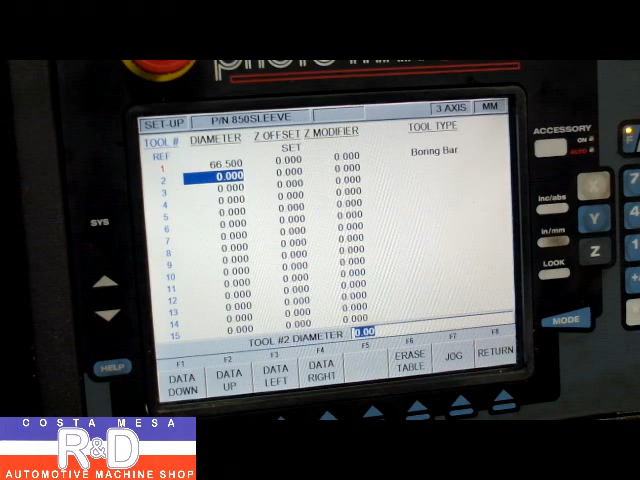 SET-UP P/N 850SLEEVE 3 AXIS MM
TOOL # DIAMETER Z OFFSET Z MODIFIER TOOL TYPE
REF SET
1 66.500 0.000 0.000 Boring Bar
2 0.000 0.000 0.000
3 0.000 0.000 0.000
4 0.000 0.000 0.000
5 0.000 0.000 0.000
6 0.000 0.000 0.000
7 0.000 0.000 0.000
8 0.000 0.000 0.000
9 0.000 0.000 0.000
10 0.000 0.000 0.000
11 0.000 0.000 0.000
12 0.000 0.000 0.000
13 0.000 0.000 0.000
14 0.000 0.000 0.000
15 0.000 0.000 0.000
TOOL #2 DIAMETER 0.00
F1 F2 F3 F4 F5 F6 F7 F8
DATA DOWN
DATA UP
DATA LEFT
DATA RIGHT
ERASE TABLE
JOG
RETURN
SYS
HELP
ACCESSORY
ON
AUTO
inc/abs
X
in/mm
Y
LOOK
Z
MODE
7
4
1
COSTA MESA
R&D
AUTOMOTIVE MACHINE SHOP